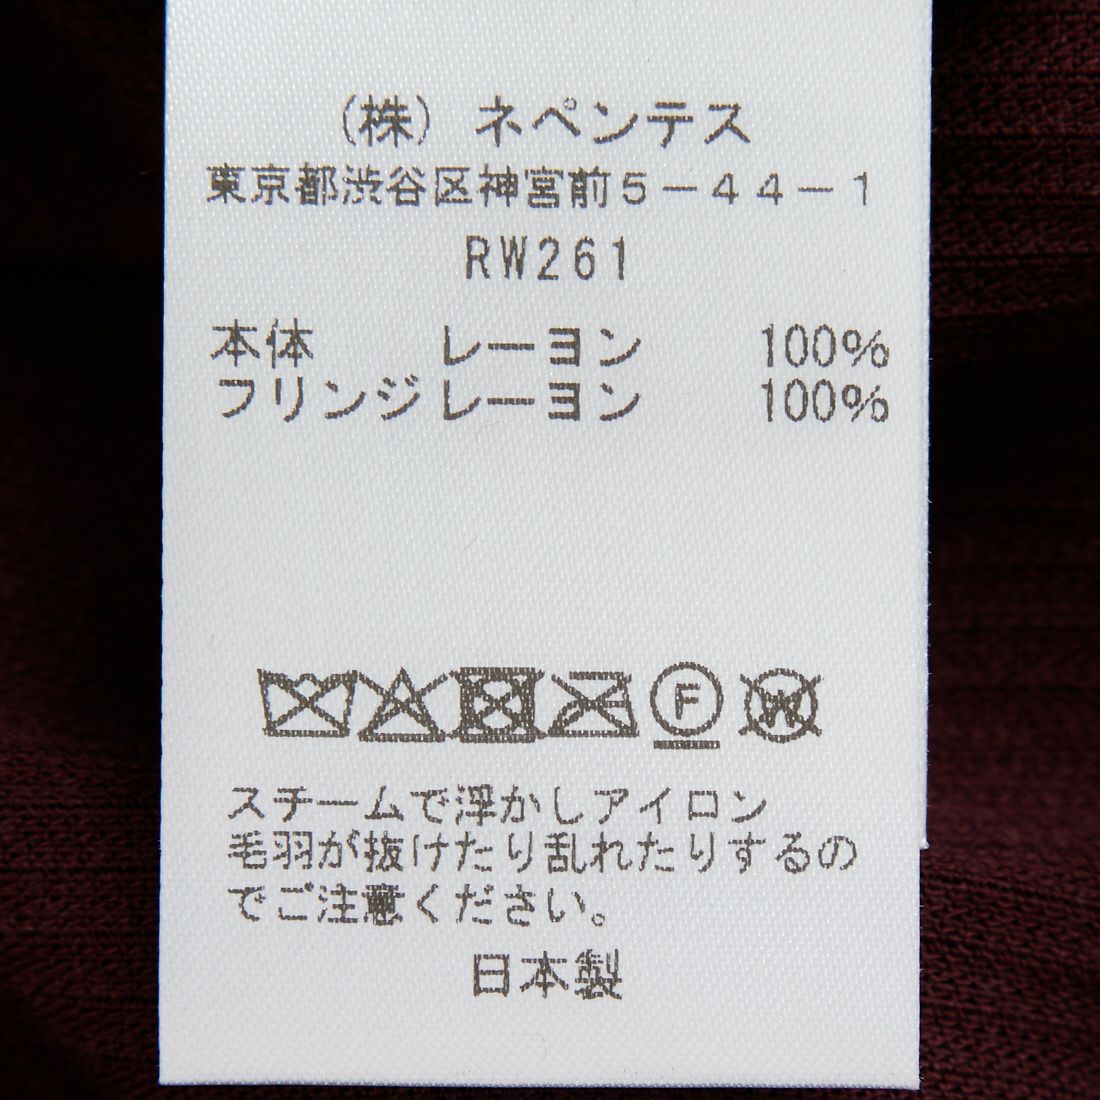 （株）ネペンテス
東京都渋谷区神宮前５－４４－１
RW261
本体 レーヨン 100%
フリンジレーヨン 100%
F W
スチームで浮かしアイロン
毛羽が抜けたり乱れたりするの
でご注意ください。
日本製